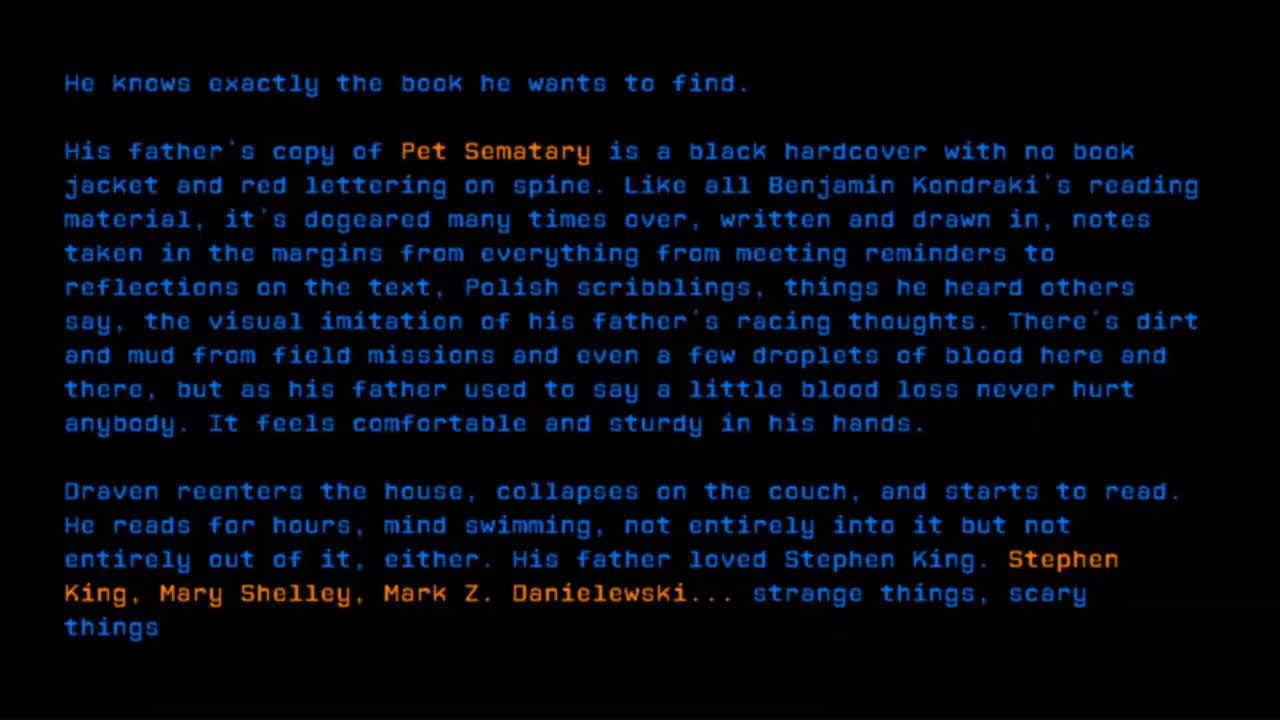 He knows exactly the book he wants to find.
His father's copy of Pet Sematary is a black hardcover with no book
jacket and red lettering on spine. Like all Benjamin Kondraki's reading
material, it's dogeared many times over, written and drawn in, notes
taken in the margins from everything from meeting reminders to
reflections on the text, Polish scribblings, things he heard others
say, the visual imitation of his father's racing thoughts. There's dirt
and mud from field missions and even a few droplets of blood here and
there, but as his father used to say a little blood loss never hurt
anybody. It feels comfortable and sturdy in his hands.
Draven reenters the house, collapses on the couch, and starts to read.
He reads for hours, mind swimming, not entirely into it but not
entirely out of it, either. His father loved Stephen King. Stephen
King, Mary Shelley, Mark Z. Danielewski... strange things, scary
things